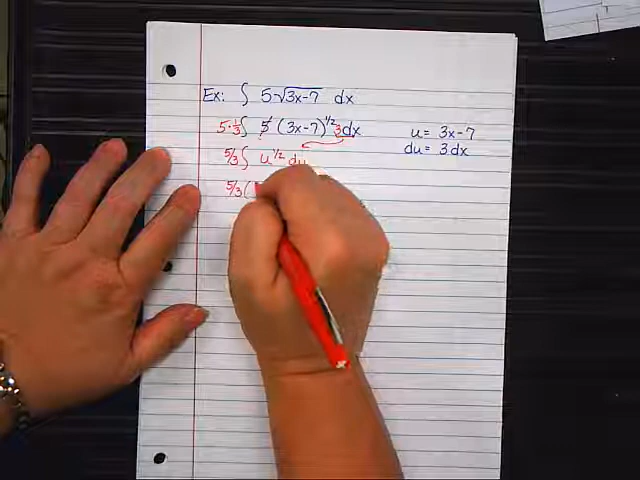 Ex: ∫ 5√3x-7 dx
5·⅓ ∫ 5 (3x-7)^1/2 3dx
u = 3x-7
5/3 ∫ u^1/2 du
du = 3dx
5/3 (